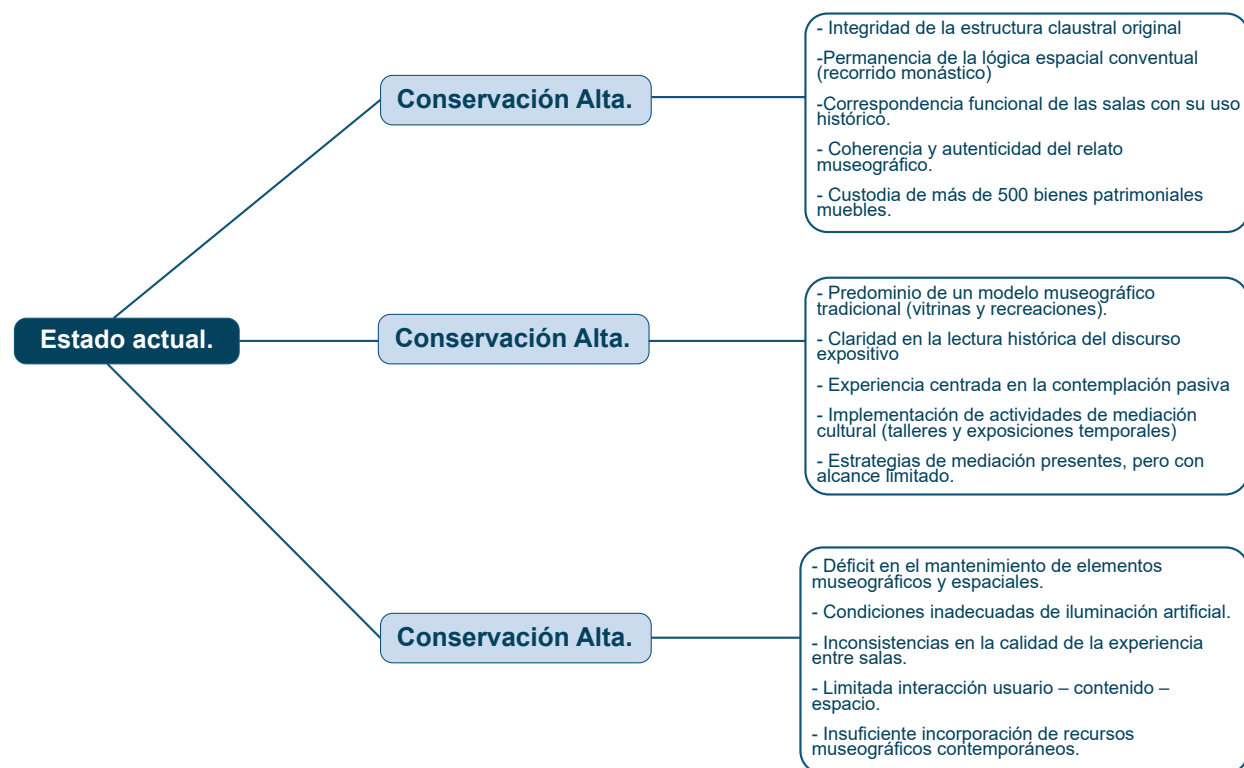 Estado actual.
Conservación Alta.
- Integridad de la estructura claustral original
-Permanencia de la lógica espacial conventual
(recorrido monástico)
-Correspondencia funcional de las salas con su uso
histórico.
- Coherencia y autenticidad del relato
museográfico.
- Custodia de más de 500 bienes patrimoniales
muebles.
Conservación Alta.
- Predominio de un modelo museográfico
tradicional (vitrinas y recreaciones).
- Claridad en la lectura histórica del discurso
expositivo
- Experiencia centrada en la contemplación pasiva
- Implementación de actividades de mediación
cultural (talleres y exposiciones temporales)
- Estrategias de mediación presentes, pero con
alcance limitado.
Conservación Alta.
- Déficit en el mantenimiento de elementos
museográficos y espaciales.
- Condiciones inadecuadas de iluminación artificial.
- Inconsistencias en la calidad de la experiencia
entre salas.
- Limitada interacción usuario – contenido –
espacio.
- Insuficiente incorporación de recursos
museográficos contemporáneos.